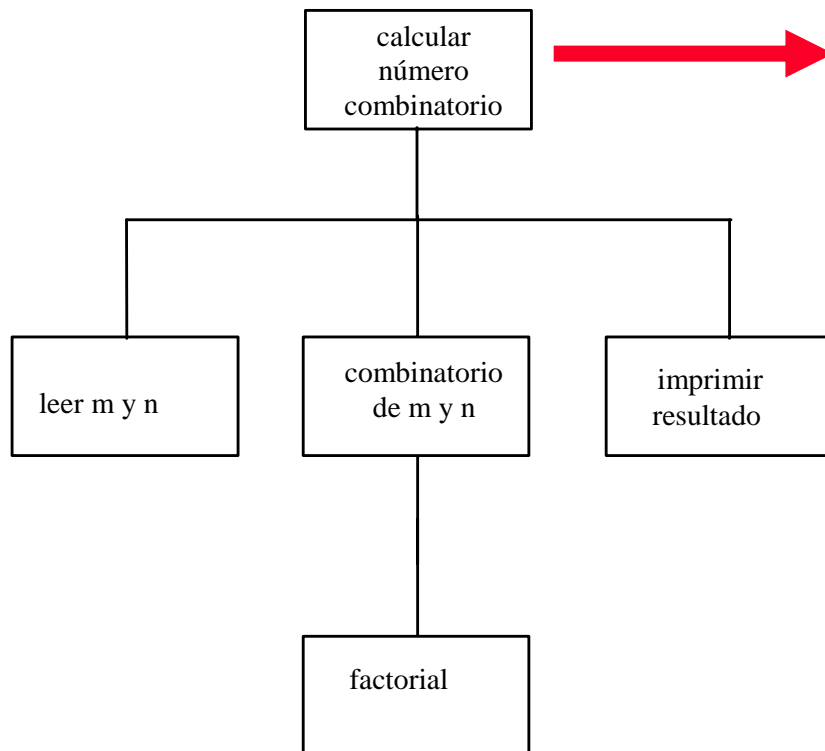 calcular
número
combinatorio
leer m y n
combinatorio
de m y n
imprimir
resultado
factorial